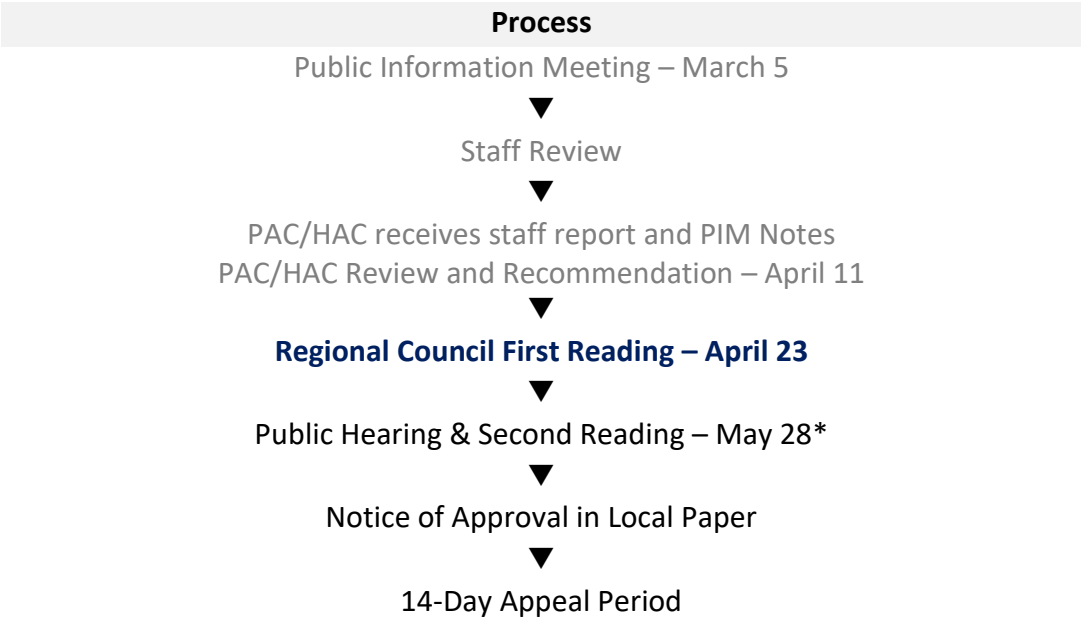 Process
Public Information Meeting – March 5
Staff Review
PAC/HAC receives staff report and PIM Notes
PAC/HAC Review and Recommendation – April 11
Regional Council First Reading – April 23
Public Hearing & Second Reading – May 28*
Notice of Approval in Local Paper
14-Day Appeal Period